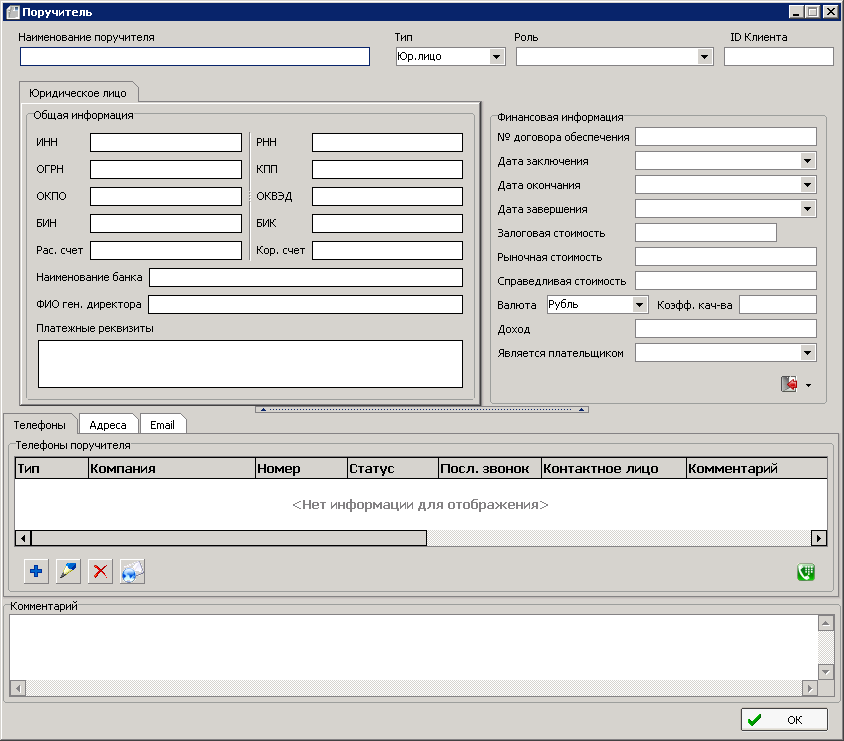 Поручитель
Наименование поручителя
Тип
Роль
ID Клиента
Юр.лицо
Юридическое лицо
Общая информация
ИНН
РНН
ОГРН
КПП
ОКПО
ОКВЭД
БИН
БИК
Рас. счет
Кор. счет
Наименование банка
ФИО ген. директора
Платежные реквизиты
Финансовая информация
№ договора обеспечения
Дата заключения
Дата окончания
Дата завершения
Залоговая стоимость
Рыночная стоимость
Справедливая стоимость
Валюта Рубль Коэфф. кач-ва
Доход
Является плательщиком
Телефоны Адреса Email
Телефоны поручителя
Тип Компания Номер Статус Посл. звонок Контактное лицо Комментарий
<Нет информации для отображения>
Комментарий
OK